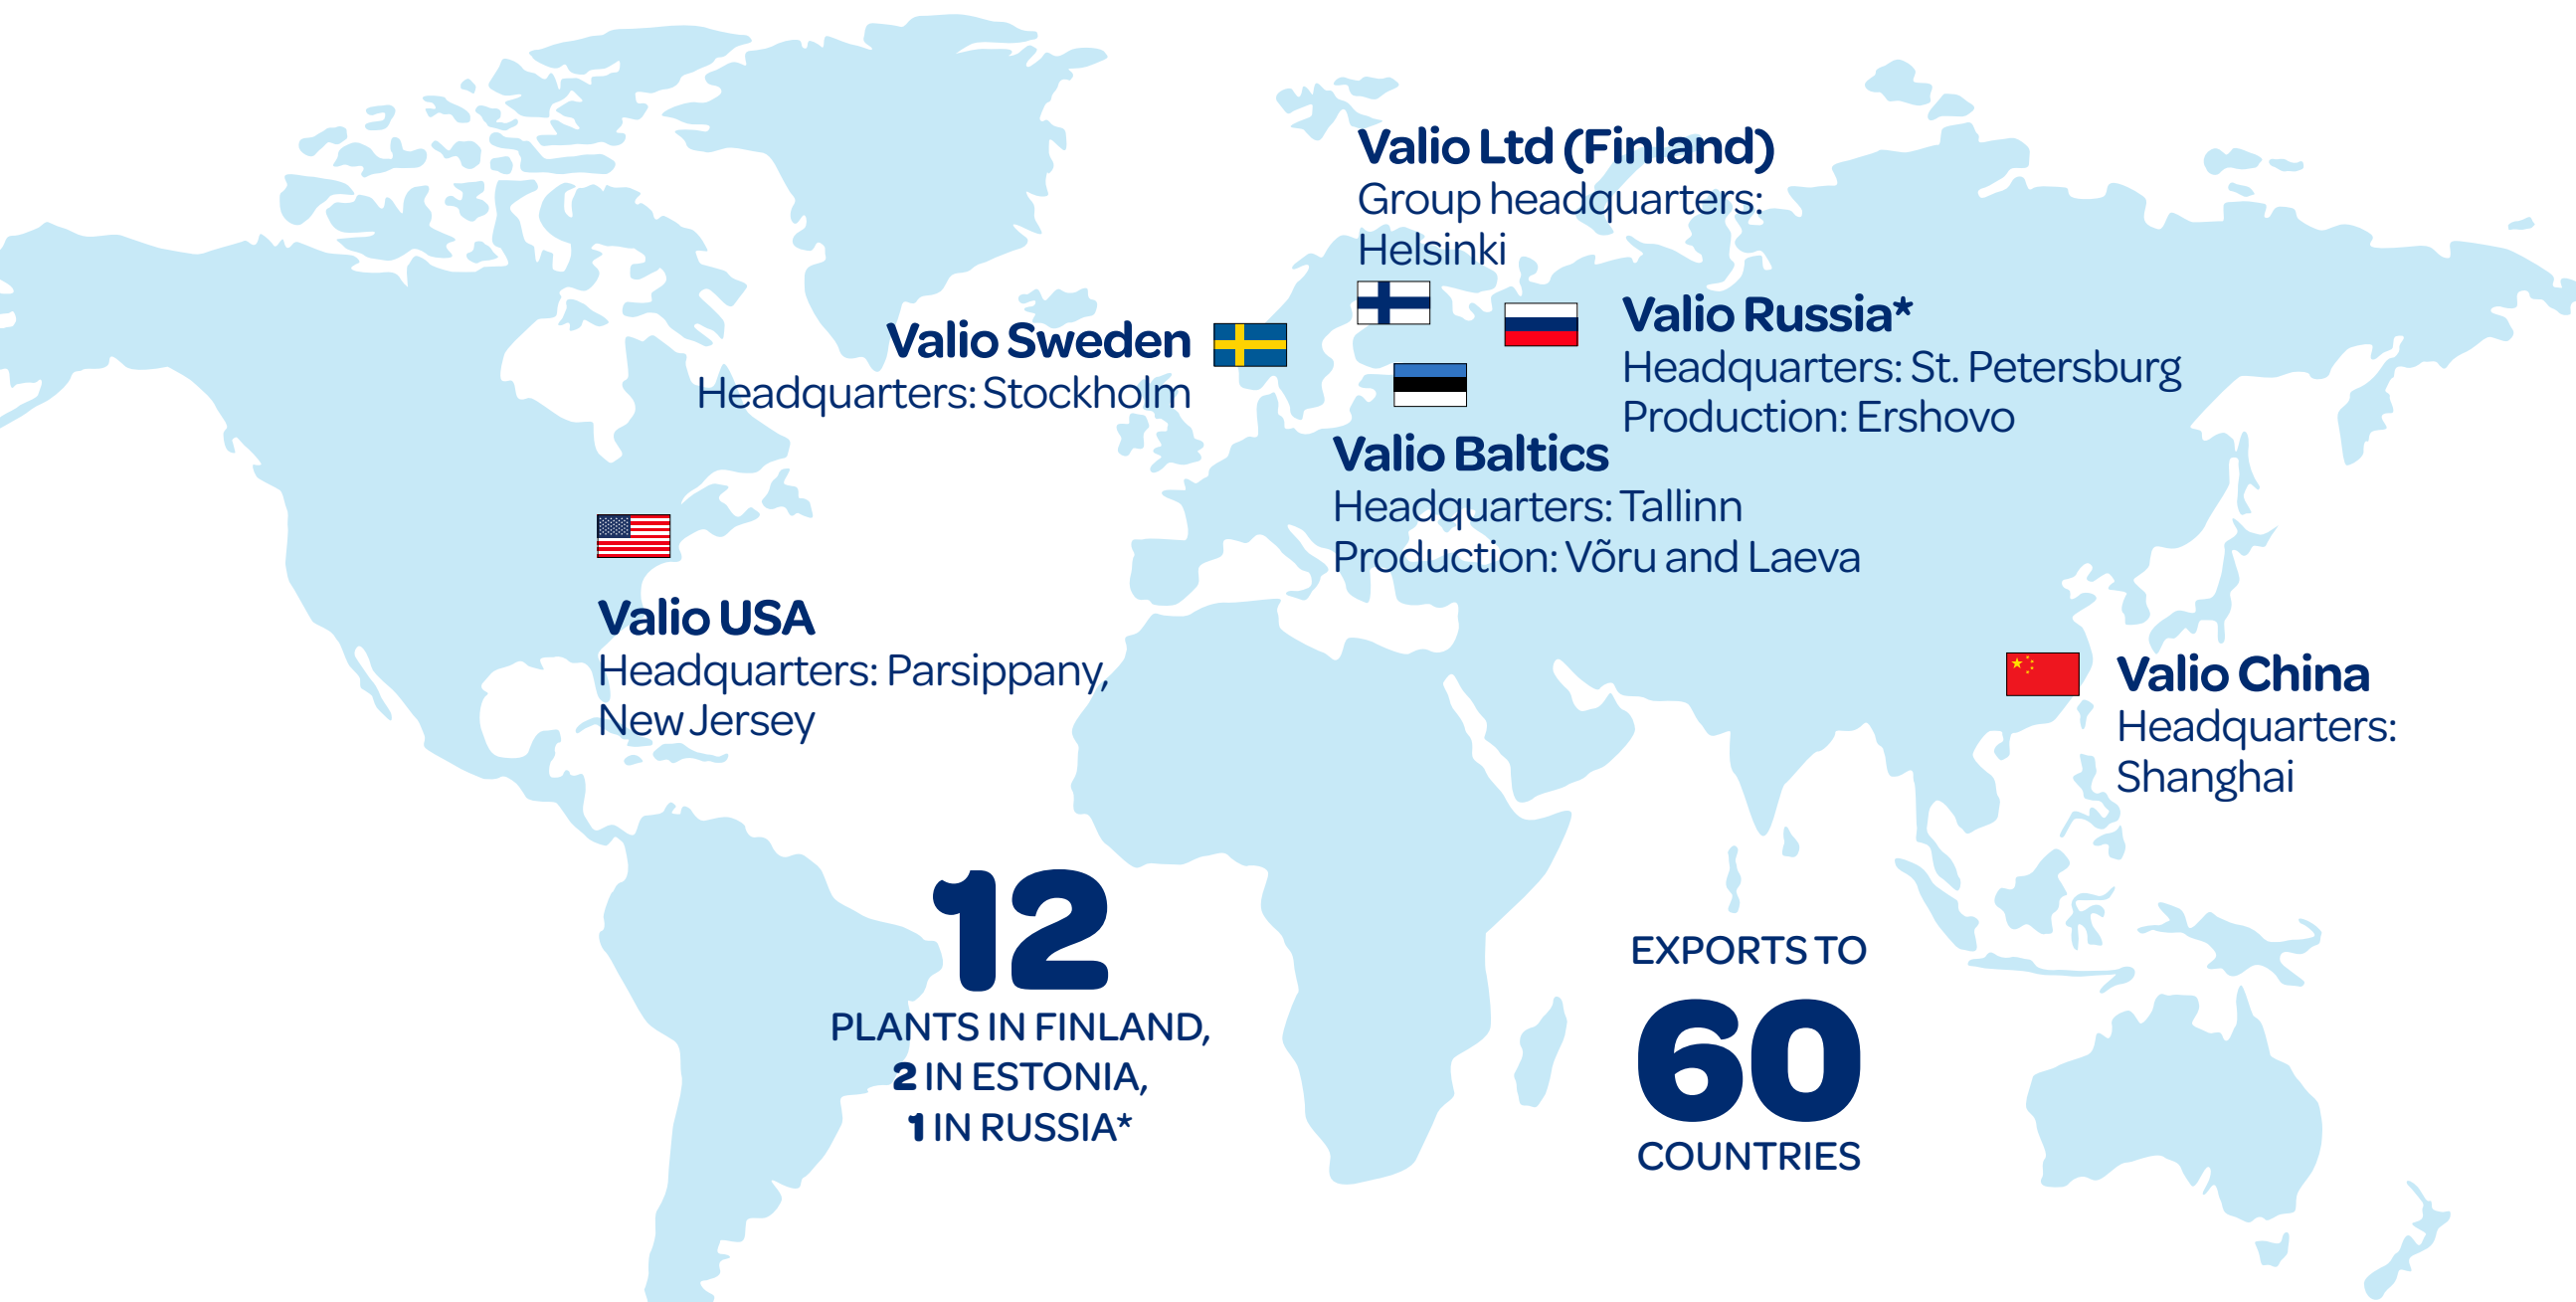 Valio Ltd (Finland)
Group headquarters:
Helsinki
Valio Sweden
Headquarters: Stockholm
Valio Russia*
Headquarters: St. Petersburg
Production: Ershovo
Valio Baltics
Headquarters: Tallinn
Production: Võru and Laeva
Valio USA
Headquarters: Parsippany,
New Jersey
Valio China
Headquarters:
Shanghai
12
PLANTS IN FINLAND,
2 IN ESTONIA,
1 IN RUSSIA*
EXPORTS TO
60
COUNTRIES